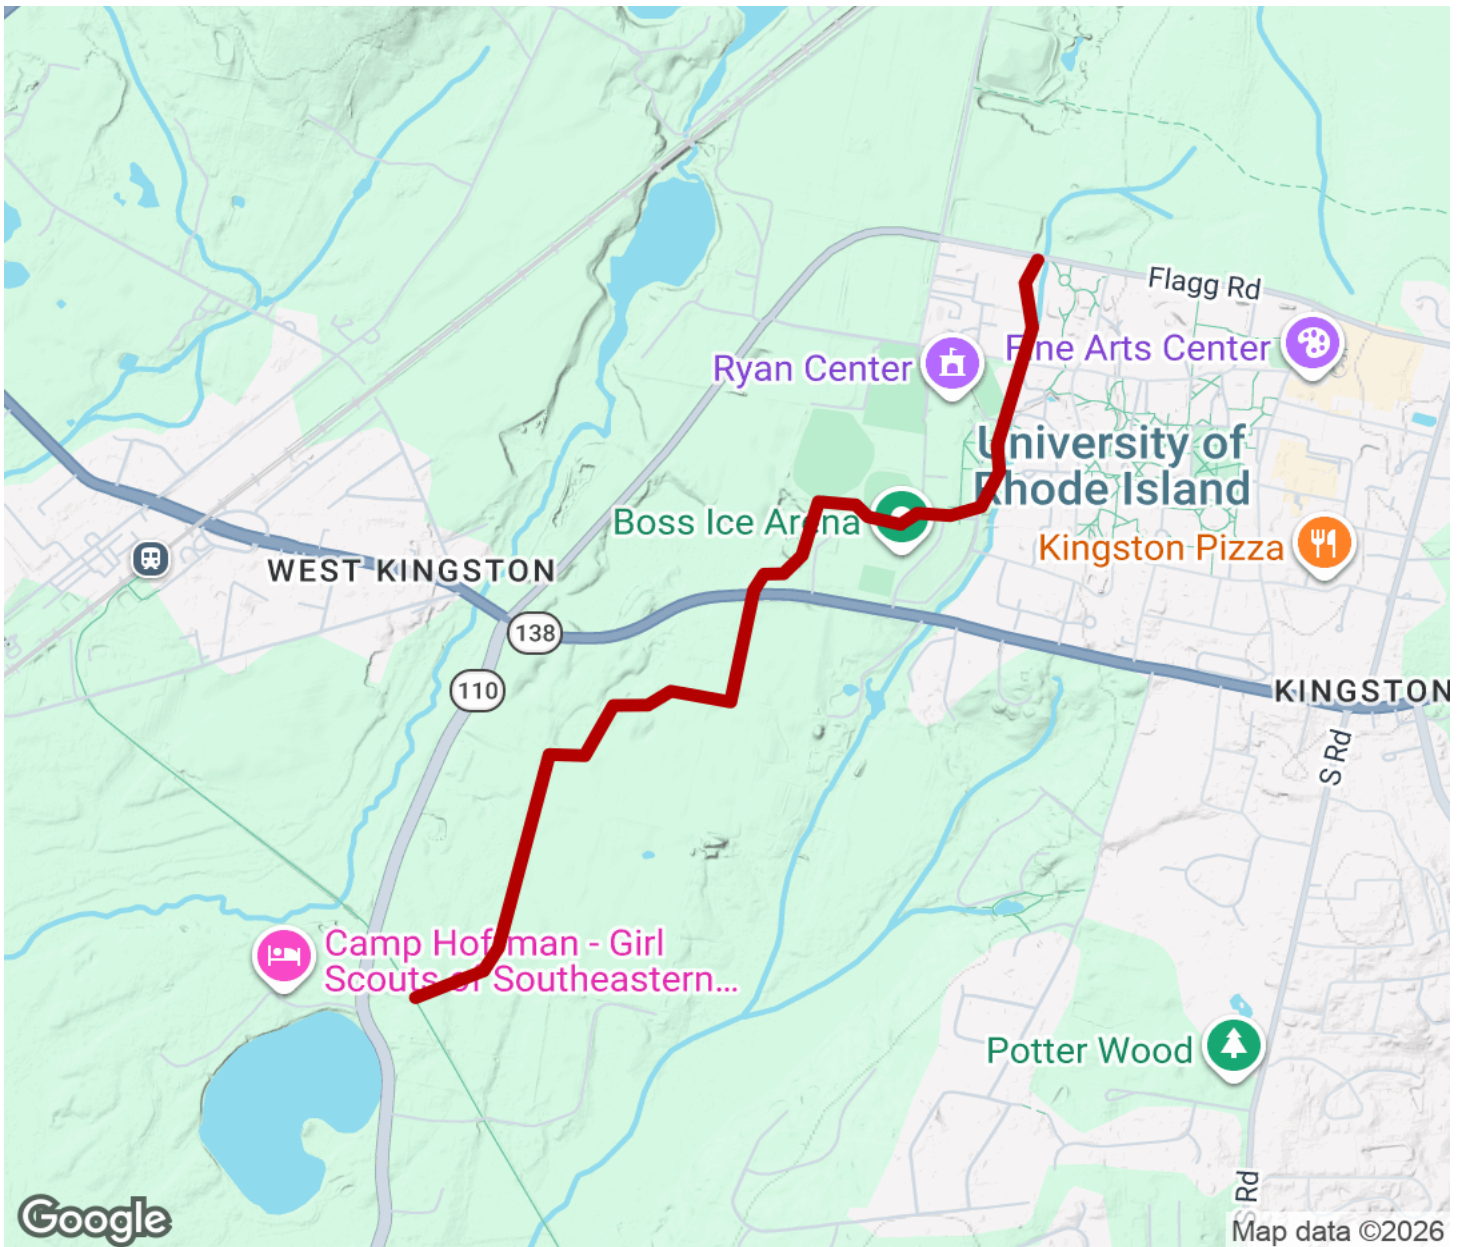 Flagg Rd
Fine Arts Center
Ryan Center
University of
Rhode Island
Boss Ice Arena
Kingston Pizza
WEST KINGSTON
138
110
KINGSTON
S Rd
Camp Hoffman - Girl
Scouts of Southeastern...
Potter Wood
S Rd
Google
Map data ©2026